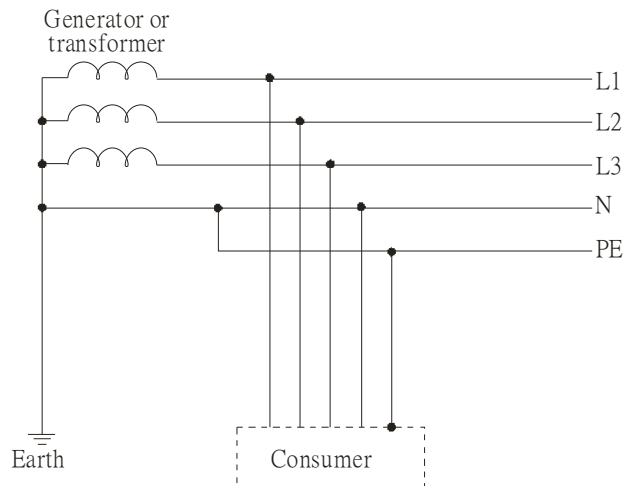 Generator or
transformer
L1
L2
L3
N
PE
Earth
Consumer